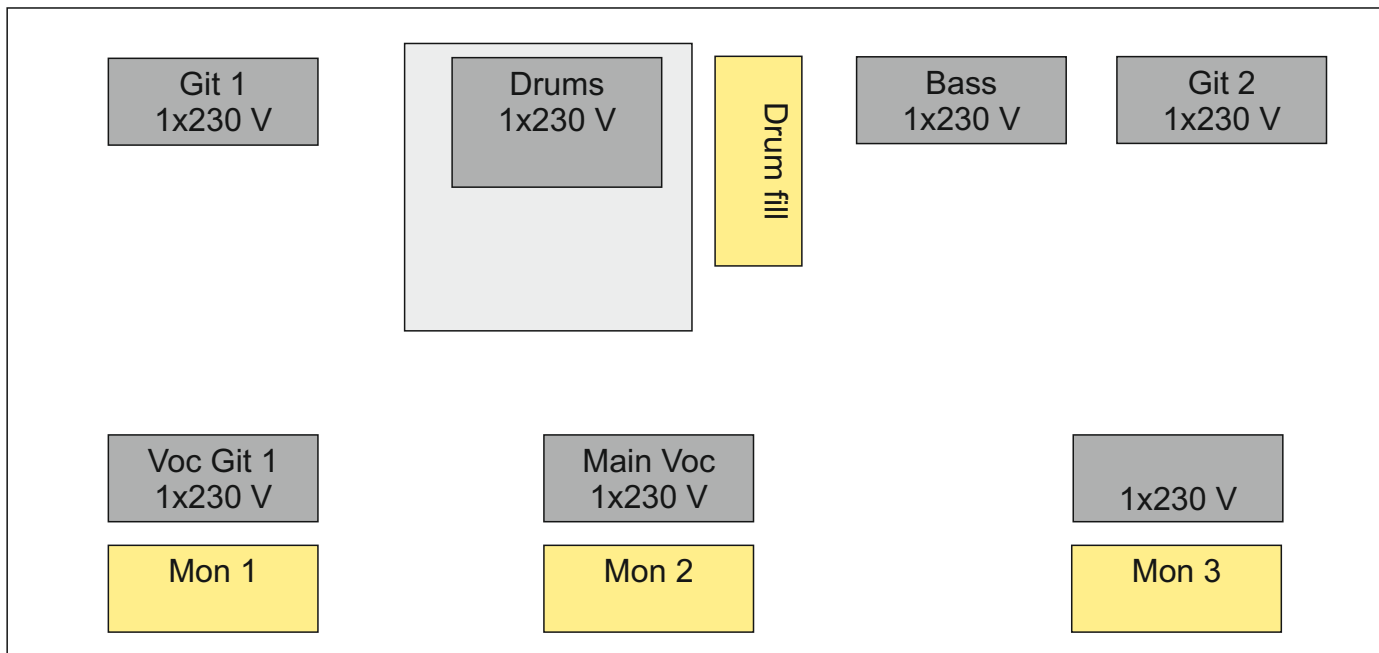 Git 1
1x230 V
Drums
1x230 V
Drum fill
Bass
1x230 V
Git 2
1x230 V
Voc Git 1
1x230 V
Main Voc
1x230 V
1x230 V
Mon 1
Mon 2
Mon 3